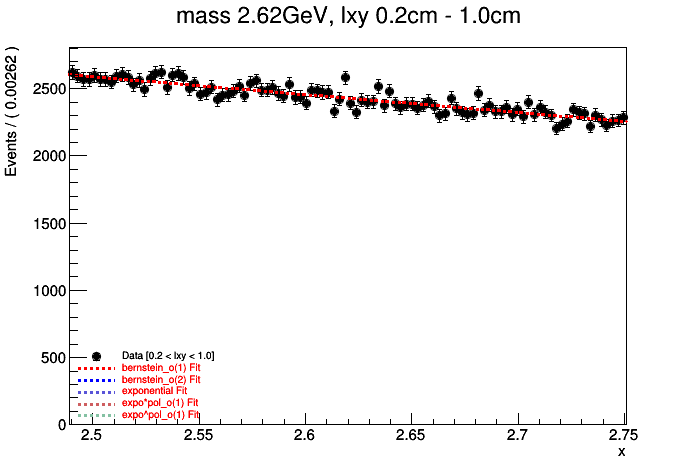 mass 2.62GeV, lxy 0.2cm - 1.0cm
Events / ( 0.00262 )
2500
2000
1500
1000
500
0
Data [0.2 < lxy < 1.0]
bernstein_o(1) Fit
bernstein_o(2) Fit
exponential Fit
expo*pol_o(1) Fit
expo^pol_o(1) Fit
2.5 2.55 2.6 2.65 2.7 2.75
x